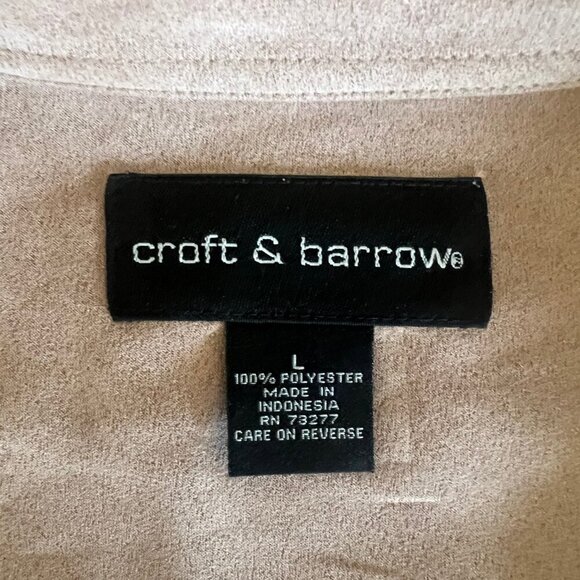 croft & barrow®
L
100% POLYESTER
MADE IN
INDONESIA
RN 73277
CARE ON REVERSE